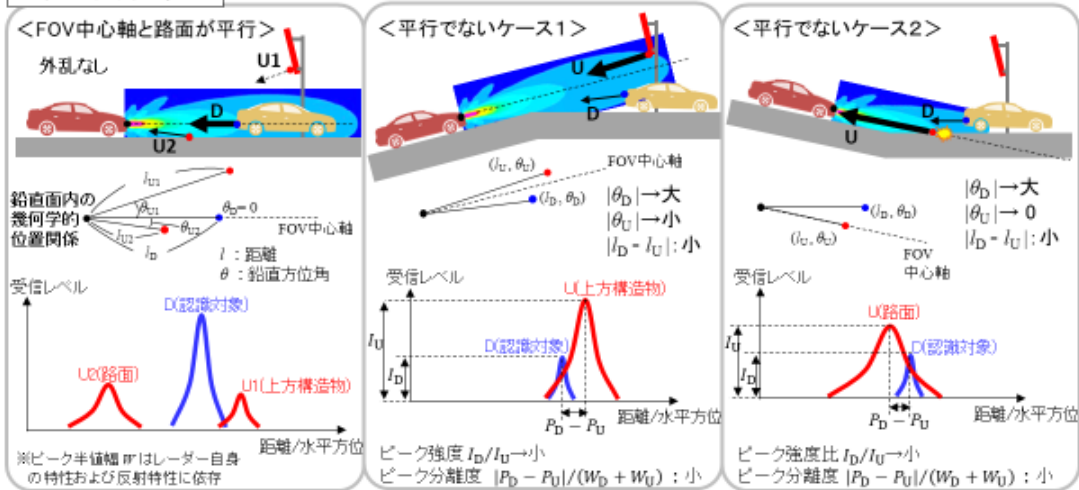 ＜FOV中心軸と路面が平行＞
外乱なし
U1
D
U2
鉛直面内の
幾何学的
位置関係
l_U1
θ_U1
θ_D=0
l_U2
θ_U2
FOV中心軸
l_D
l ：距離
θ ：鉛直方位角
受信レベル
D(認識対象)
U2(路面)
U1(上方構造物)
距離/水平方位
※ピーク半値幅 W はレーダー自身
の特性および反射特性に依存
＜平行でないケース1＞
U
D
FOV中心軸
(l_U, θ_U)
(l_D, θ_D)
|θ_D|→大
|θ_U|→小
|l_D - l_U|：小
受信レベル
U(上方構造物)
D(認識対象)
I_U
I_D
距離/水平方位
P_D − P_U
ピーク強度 I_D/I_U→小
ピーク分離度 |P_D − P_U|/(W_D + W_U)：小
＜平行でないケース2＞
D
U
(l_D, θ_D)
(l_U, θ_U)
FOV
中心軸
|θ_D|→大
|θ_U|→0
|l_D - l_U|：小
受信レベル
U(路面)
D(認識対象)
I_U
I_D
距離/水平方位
P_D − P_U
ピーク強度比 I_D/I_U→小
ピーク分離度 |P_D − P_U|/(W_D + W_U)：小